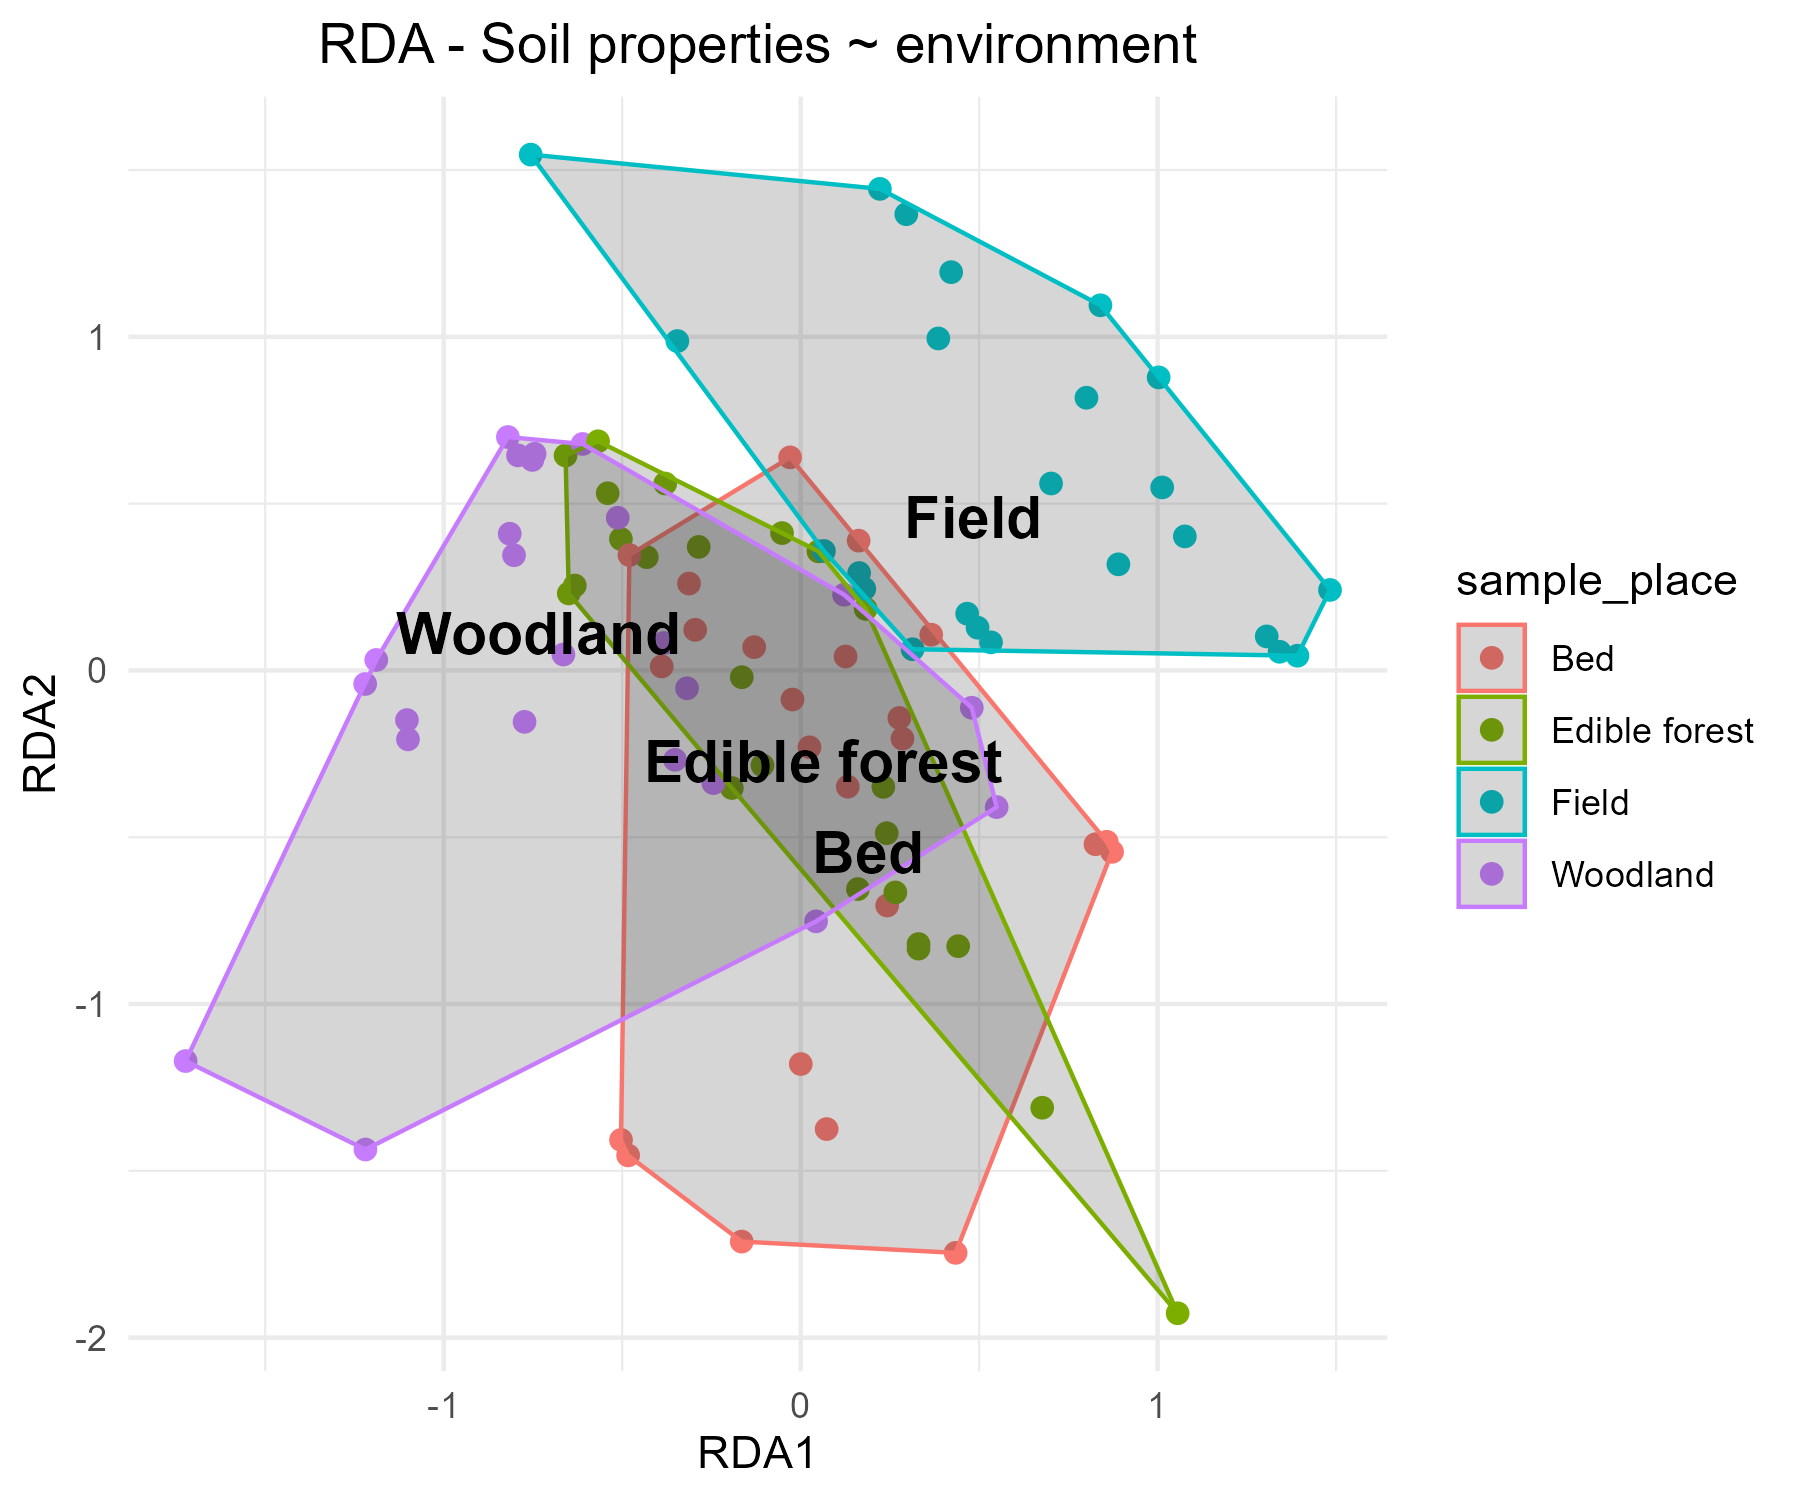 RDA - Soil properties ~ environment
RDA2
1
0
-1
-2
Field
Woodland
Edible forest
Bed
-1
0
1
RDA1
sample_place
Bed
Edible forest
Field
Woodland